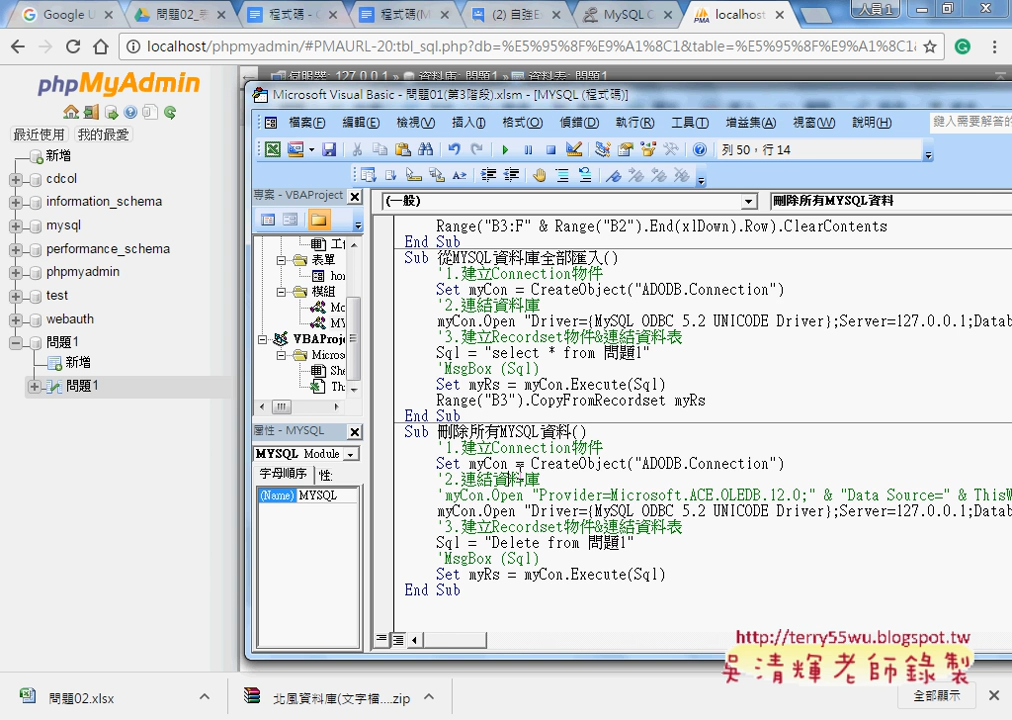 Google U
問題02_
程式碼 - C
程式碼(M
(2) 自強E
MySQL C
localhost
人員1
localhost/phpmyadmin/#PMAURL-20:tbl_sql.php?db=%E5%95%8F%E9%A1%8C1&table=%E5%95%8F%E9%A1%8C1&
phpMyAdmin
伺服器: 127.0.0.1 » 資料庫: 問題1 » 資料表: 問題1
最近使用 我的最愛
新增
cdcol
information_schema
mysql
performance_schema
phpmyadmin
test
webauth
問題1
新增
問題1
Microsoft Visual Basic - 問題01(第3階段).xlsm - [MYSQL (程式碼)]
檔案(F) 編輯(E) 檢視(V) 插入(I) 格式(O) 偵錯(D) 執行(R) 工具(T) 增益集(A) 視窗(W) 說明(H)
鍵入需要解答的
列 50，行 14
專案 - VBAProject
工
表單
模組
VBAProj
Micros
屬性 - MYSQL
MYSQL Module
字母順序
(Name) MYSQL
(一般) 刪除所有MYSQL資料
Range("B3:F" & Range("B2").End(xlDown).Row).ClearContents
End Sub
Sub 從MYSQL資料庫全部匯入()
'1.建立Connection物件
Set myCon = CreateObject("ADODB.Connection")
'2.連結資料庫
myCon.Open "Driver={MySQL ODBC 5.2 UNICODE Driver};Server=127.0.0.1;Datab
'3.建立Recordset物件&連結資料表
Sql = "select * from 問題1"
'MsgBox (Sql)
Set myRs = myCon.Execute(Sql)
Range("B3").CopyFromRecordset myRs
End Sub
Sub 刪除所有MYSQL資料()
'1.建立Connection物件
Set myCon = CreateObject("ADODB.Connection")
'2.連結資料庫
'myCon.Open "Provider=Microsoft.ACE.OLEDB.12.0;" & "Data Source=" & ThisW
myCon.Open "Driver={MySQL ODBC 5.2 UNICODE Driver};Server=127.0.0.1;Datab
'3.建立Recordset物件&連結資料表
Sql = "Delete from 問題1"
'MsgBox (Sql)
Set myRs = myCon.Execute(Sql)
End Sub
http://terry55wu.blogspot.tw
吳清輝老師錄製
問題02.xlsx
北風資料庫(文字檔....zip
全部顯示